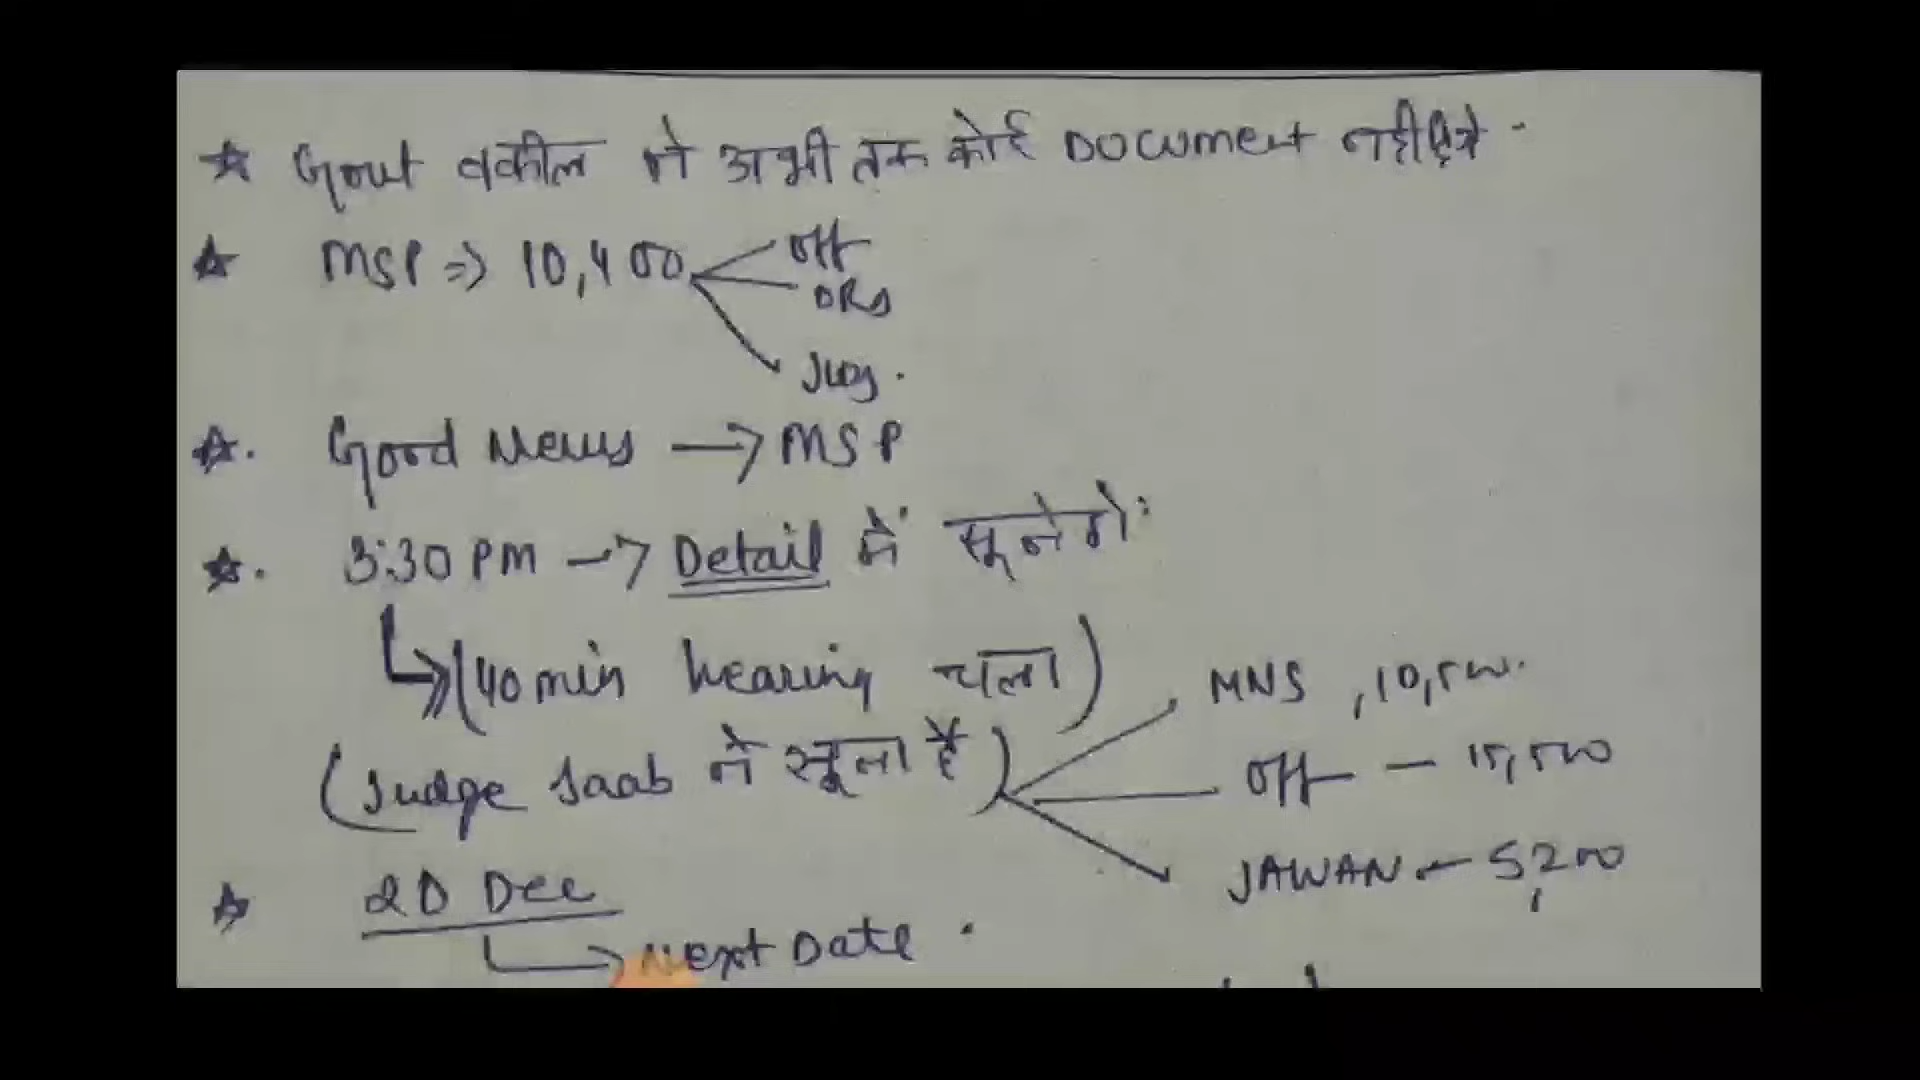 ☆ Govt वकील ने अभी तक कोई Document नही दिये.
☆ MSP => 10,400
Off
ORs
JCOs.
☆. Good News → MSP
☆. 3:30 PM → Detail में सूनेगे
(40 min hearing चला)
(Judge Saab ने सूना है)
MNS, 10,500.
Off - 15,500
JAWAN - 5,200
☆ 20 Dec
Next Date.